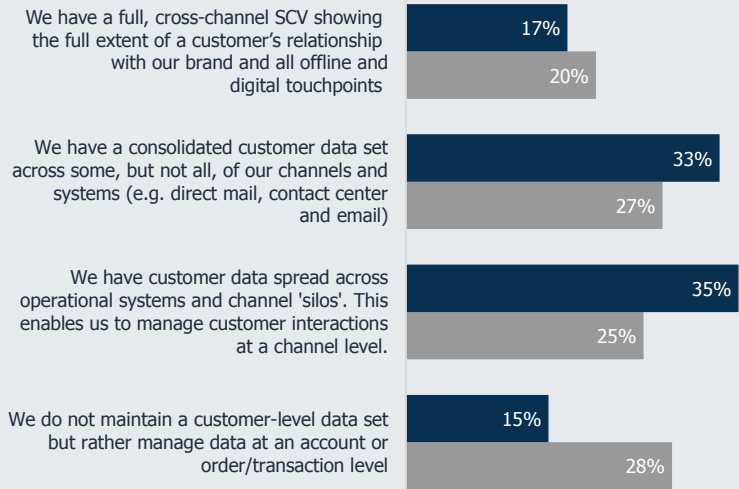 We have a full, cross-channel SCV showing
the full extent of a customer’s relationship
with our brand and all offline and
digital touchpoints
17%
20%
We have a consolidated customer data set
across some, but not all, of our channels and
systems (e.g. direct mail, contact center
and email)
33%
27%
We have customer data spread across
operational systems and channel 'silos'. This
enables us to manage customer interactions
at a channel level.
35%
25%
We do not maintain a customer-level data set
but rather manage data at an account or
order/transaction level
15%
28%